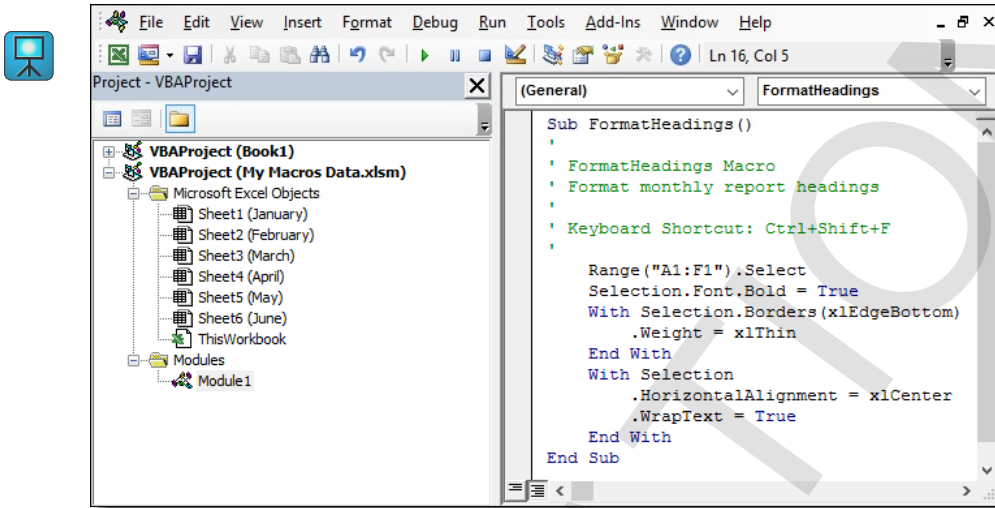 File Edit View Insert Format Debug Run Tools Add-Ins Window Help
Ln 16, Col 5
Project - VBAProject
VBAProject (Book1)
VBAProject (My Macros Data.xlsm)
Microsoft Excel Objects
Sheet1 (January)
Sheet2 (February)
Sheet3 (March)
Sheet4 (April)
Sheet5 (May)
Sheet6 (June)
ThisWorkbook
Modules
Module1
(General) FormatHeadings
Sub FormatHeadings()
'
' FormatHeadings Macro
' Format monthly report headings
'
' Keyboard Shortcut: Ctrl+Shift+F
'
Range("A1:F1").Select
Selection.Font.Bold = True
With Selection.Borders(xlEdgeBottom)
.Weight = xlThin
End With
With Selection
.HorizontalAlignment = xlCenter
.WrapText = True
End With
End Sub